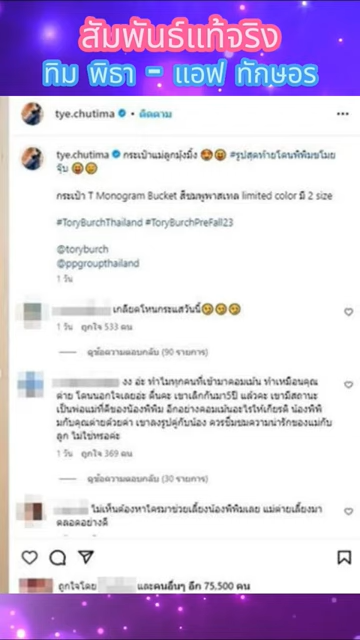 สัมพันธ์แท้จริง
ทิม พิธา - แอฟ ทักษอร
tye.chutima • ติดตาม
tye.chutima กระเป๋าแม่ลูกมุ้งมิ้ง 😍😛 #รูปสุดท้ายโดนพิพิมขโมย
จุ๊บ 😆😊
กระเป๋า T Monogram Bucket สีชมพูพาสเทล limited color มี 2 size
#ToryBurchThailand #ToryBurchPreFall23
@toryburch
@ppgroupthailand
1 วัน
เกลียดโหนกระแสวันนี้😏😏😏
1 วัน ถูกใจ 533 คน
ดูข้อความตอบกลับ (90 รายการ)
งง อ่ะ ทำไมทุกคนที่เข้ามาคอมเม้น ทำเหมือนคุณ
ต่าย โดนนอกใจเลยอ่ะ ตื่นคะ เขาเลิกกันมา5ปี แล้วคะ เขามีสถานะ
เป็นพ่อแม่ที่ดีของน้องพิพิม อีกอย่างคอมเม้นอะไรให้เกียรติ น้องพิพิ
มกับคุณต่ายด้วยค่า เขาลงรูปคู่กับน้อง ควรชื่นชมความน่ารักของแม่กับ
ลูก ไม่ใช่หรอคะ
1 วัน ถูกใจ 369 คน
ดูข้อความตอบกลับ (30 รายการ)
ไม่เห็นต้องหาใครมาช่วยเลี้ยงน้องพิพิมเลย แม่ต่ายเลี้ยงมา
ตลอดอย่างดี
ถูกใจโดย และคนอื่นๆ อีก 75,500 คน